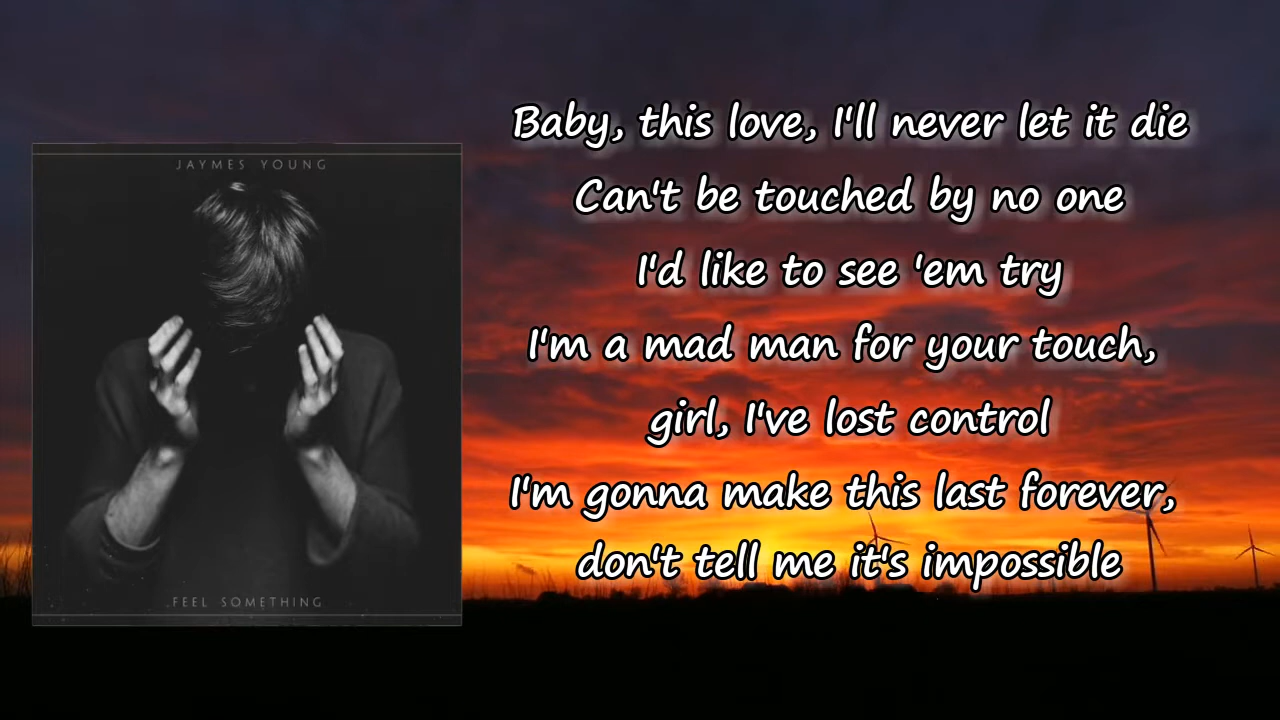 JAYMES YOUNG
FEEL SOMETHING
Baby, this love, I'll never let it die
Can't be touched by no one
I'd like to see 'em try
I'm a mad man for your touch,
girl, I've lost control
I'm gonna make this last forever,
don't tell me it's impossible